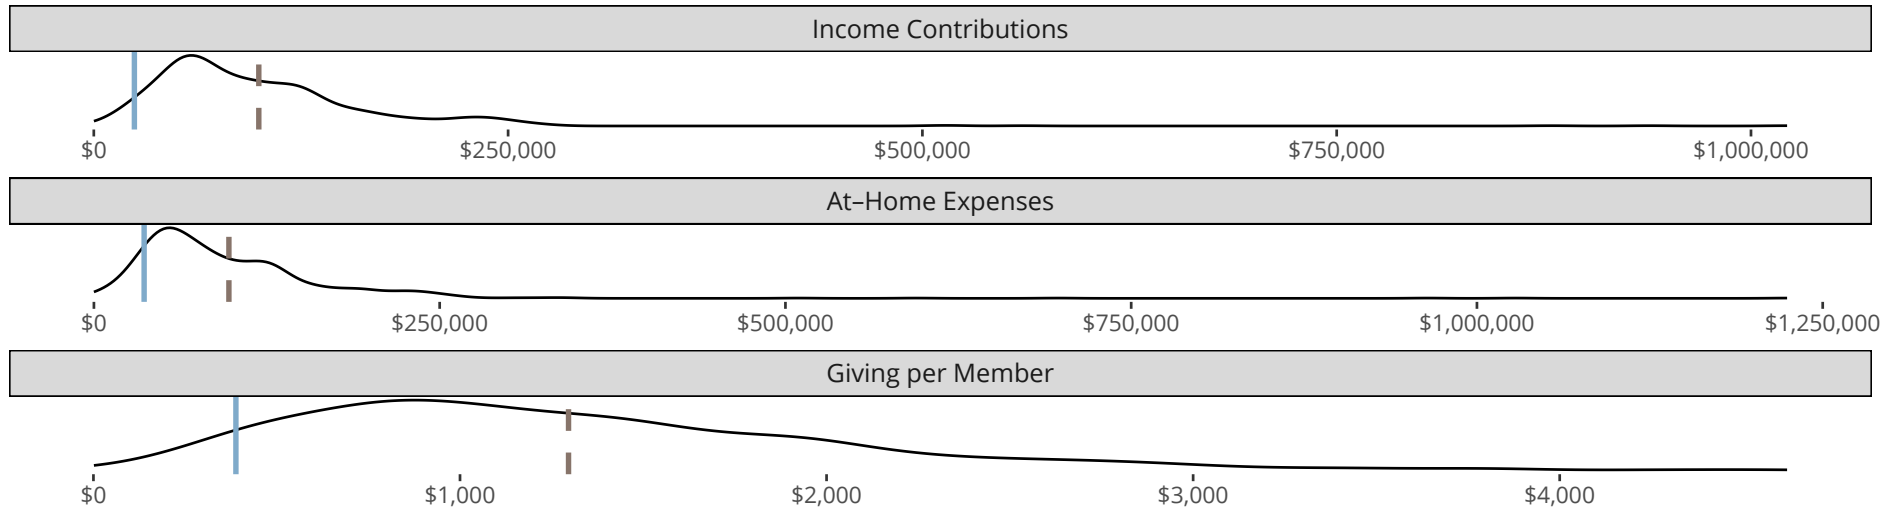 Income Contributions
$0 $250,000 $500,000 $750,000 $1,000,000
At–Home Expenses
$0 $250,000 $500,000 $750,000 $1,000,000 $1,250,000
Giving per Member
$0 $1,000 $2,000 $3,000 $4,000